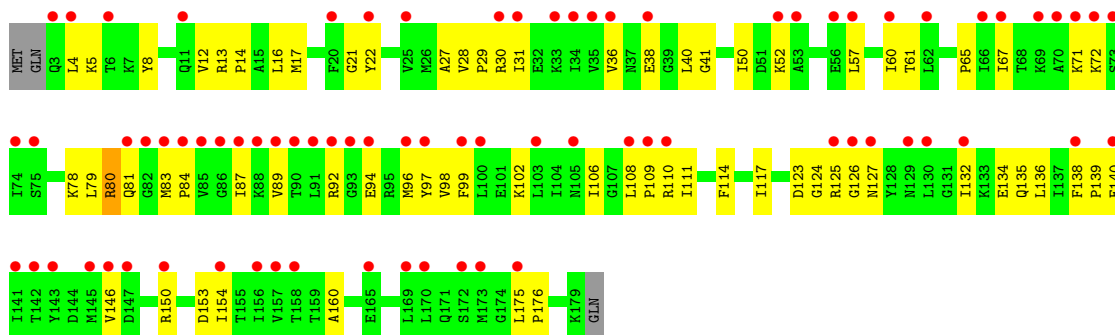 MET GLN Q3 L4 K5 T6 K7 Y8 Q11 V12 R13 P14 A15 L16 M17 F20 G21 Y22 V25 M26 A27 V28 P29 R30 I31 E32 K33 I34 V35 V36 N37 E38 G39 L40 G41 I50 D51 K52 A53 E56 L57 I60 T61 L62 P65 I66 I67 T68 K69 A70 K71 K72 S73
I74 S75 K78 L79 R80 Q81 G82 M83 P84 V85 G86 I87 K88 V89 T90 L91 R92 G93 E94 R95 M96 Y97 V98 F99 L100 E101 K102 L103 I104 N105 I106 G107 L108 P109 R110 I111 F114 I117 D123 G124 R125 G126 N127 Y128 N129 L130 G131 I132 K133 E134 Q135 L136 I137 F138 P139 E140
I141 T142 Y143 D144 M145 V146 D147 R150 D153 I154 T155 I156 V157 T158 T159 A160 E165 L169 L170 Q171 S172 M173 G174 L175 P176 K179 GLN